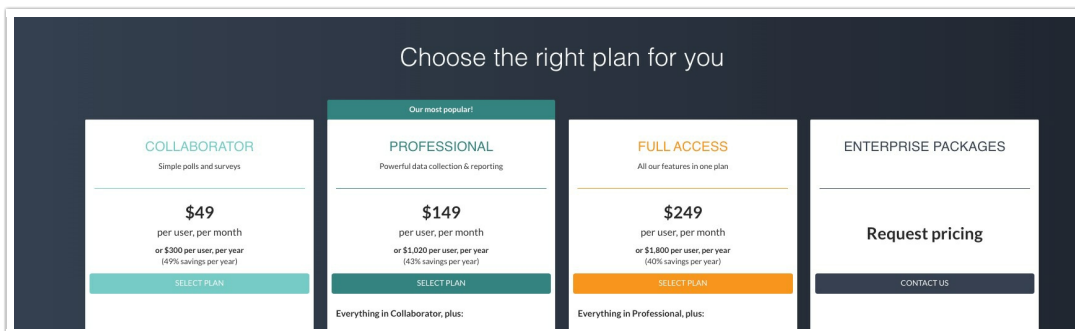 Choose the right plan for you
Our most popular!
COLLABORATOR
Simple polls and surveys
$49
per user, per month
or $300 per user, per year
(49% savings per year)
SELECT PLAN
PROFESSIONAL
Powerful data collection & reporting
$149
per user, per month
or $1,020 per user, per year
(43% savings per year)
SELECT PLAN
Everything in Collaborator, plus:
FULL ACCESS
All our features in one plan
$249
per user, per month
or $1,800 per user, per year
(40% savings per year)
SELECT PLAN
Everything in Professional, plus:
ENTERPRISE PACKAGES
Request pricing
CONTACT US